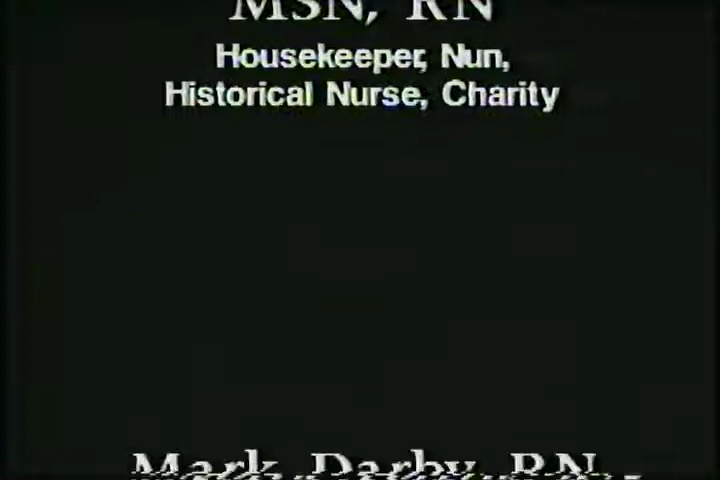 MSN, RN
Housekeeper, Nun,
Historical Nurse, Charity
Mark Darby, RN